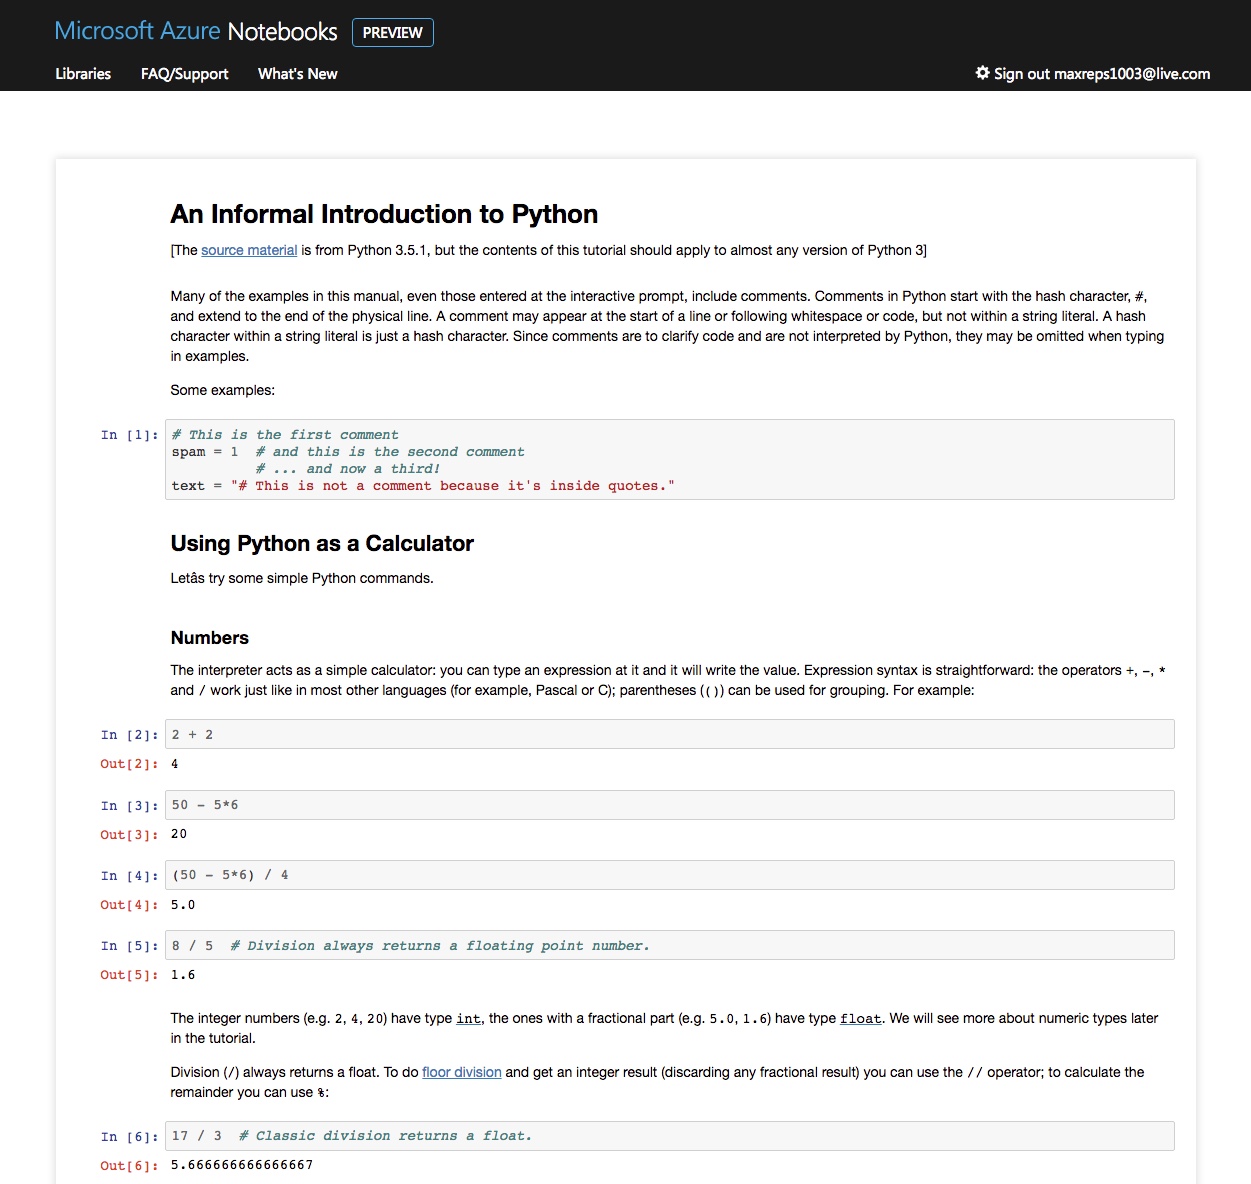 Microsoft Azure Notebooks PREVIEW
Libraries FAQ/Support What's New Sign out maxreps1003@live.com
An Informal Introduction to Python
[The source material is from Python 3.5.1, but the contents of this tutorial should apply to almost any version of Python 3]
Many of the examples in this manual, even those entered at the interactive prompt, include comments. Comments in Python start with the hash character, #,
and extend to the end of the physical line. A comment may appear at the start of a line or following whitespace or code, but not within a string literal. A hash
character within a string literal is just a hash character. Since comments are to clarify code and are not interpreted by Python, they may be omitted when typing
in examples.
Some examples:
In [1]: # This is the first comment
spam = 1  # and this is the second comment
          # ... and now a third!
text = "# This is not a comment because it's inside quotes."
Using Python as a Calculator
Letâs try some simple Python commands.
Numbers
The interpreter acts as a simple calculator: you can type an expression at it and it will write the value. Expression syntax is straightforward: the operators +, -, *
and / work just like in most other languages (for example, Pascal or C); parentheses (()) can be used for grouping. For example:
In [2]: 2 + 2
Out[2]: 4
In [3]: 50 - 5*6
Out[3]: 20
In [4]: (50 - 5*6) / 4
Out[4]: 5.0
In [5]: 8 / 5  # Division always returns a floating point number.
Out[5]: 1.6
The integer numbers (e.g. 2, 4, 20) have type int, the ones with a fractional part (e.g. 5.0, 1.6) have type float. We will see more about numeric types later
in the tutorial.
Division (/) always returns a float. To do floor division and get an integer result (discarding any fractional result) you can use the // operator; to calculate the
remainder you can use %:
In [6]: 17 / 3  # Classic division returns a float.
Out[6]: 5.666666666666667